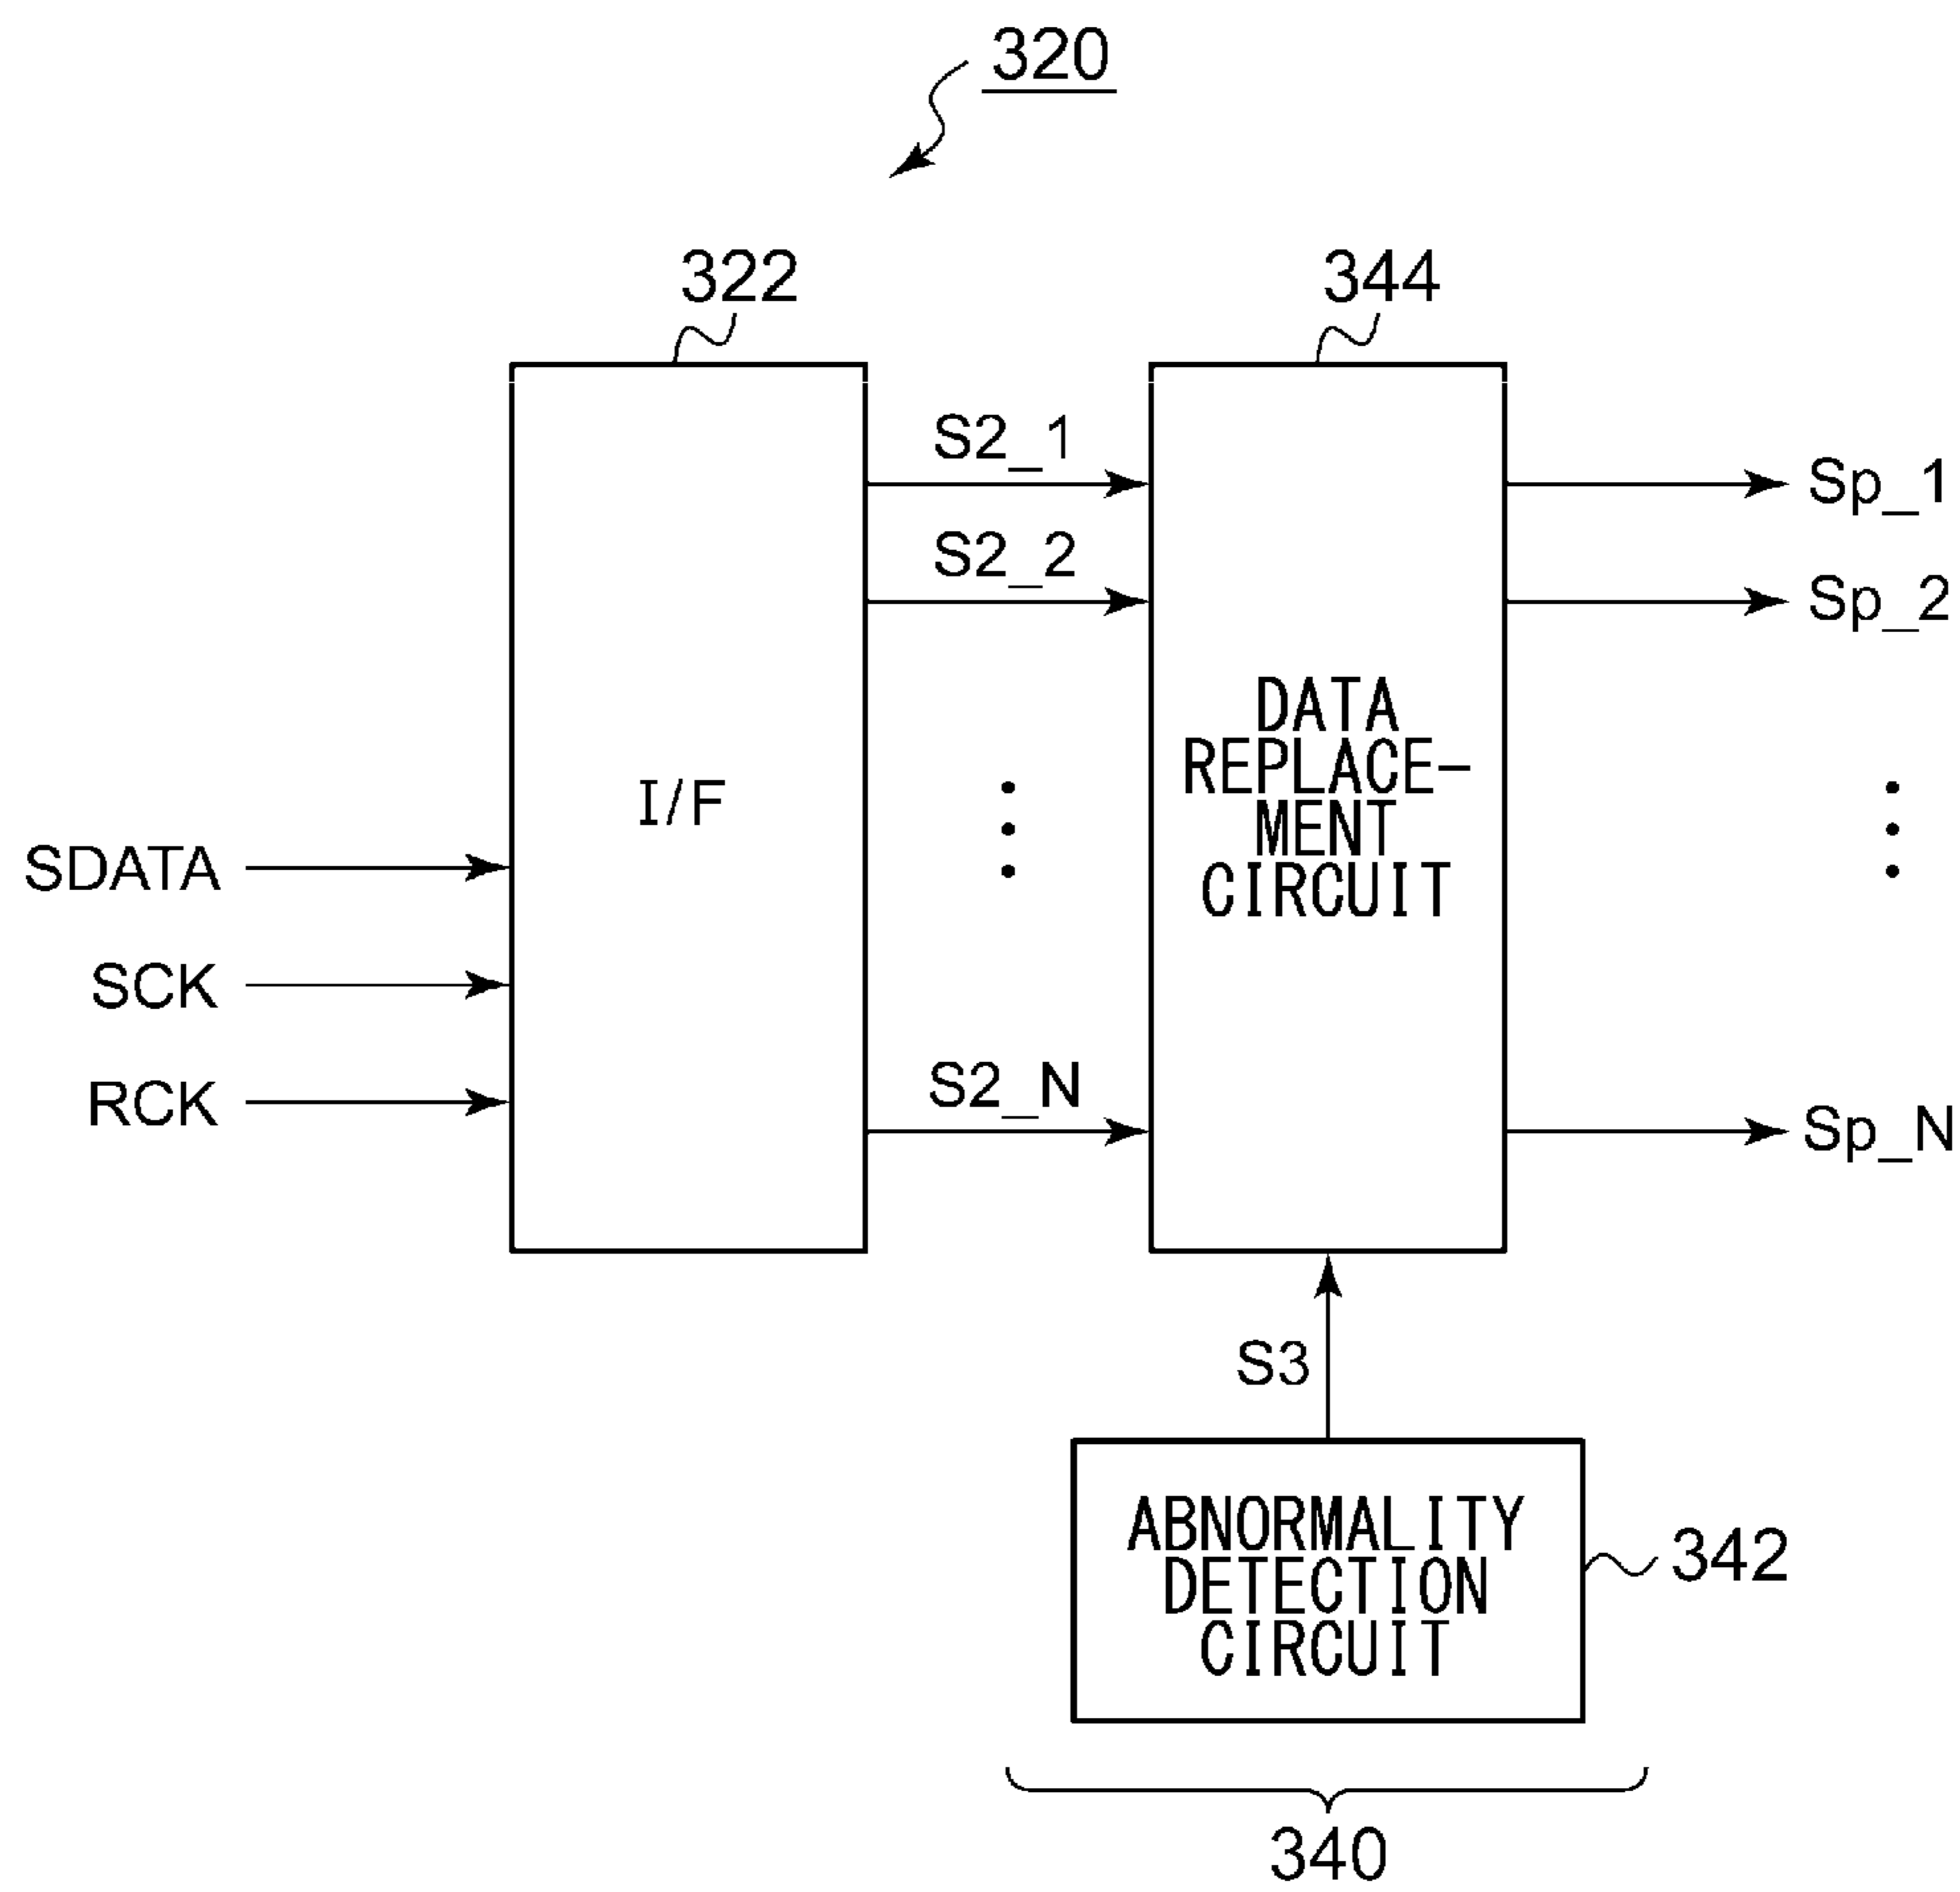 320
322
344
S2_1
Sp_1
S2_2
Sp_2
DATA
REPLACE-
MENT
CIRCUIT
I/F
SDATA
SCK
RCK
S2_N
Sp_N
S3
ABNORMALITY
DETECTION
CIRCUIT
342
340